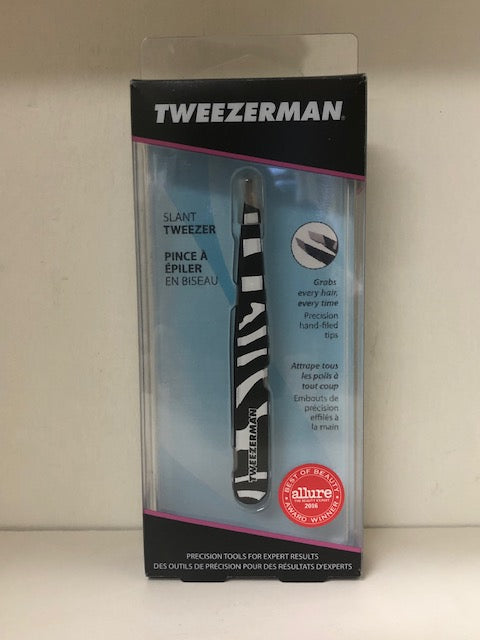 TWEEZERMAN®
SLANT
TWEEZER
PINCE À
ÉPILER
EN BISEAU
Grabs
every hair,
every time
Precision
hand-filed
tips
Attrape tous
les poils à
tout coup
Embouts de
précision
effilés à
la main
TWEEZERMAN
BEST OF BEAUTY
allure
THE BEAUTY EXPERT
2016
AWARD WINNER
PRECISION TOOLS FOR EXPERT RESULTS
DES OUTILS DE PRÉCISION POUR DES RÉSULTATS D'EXPERTS